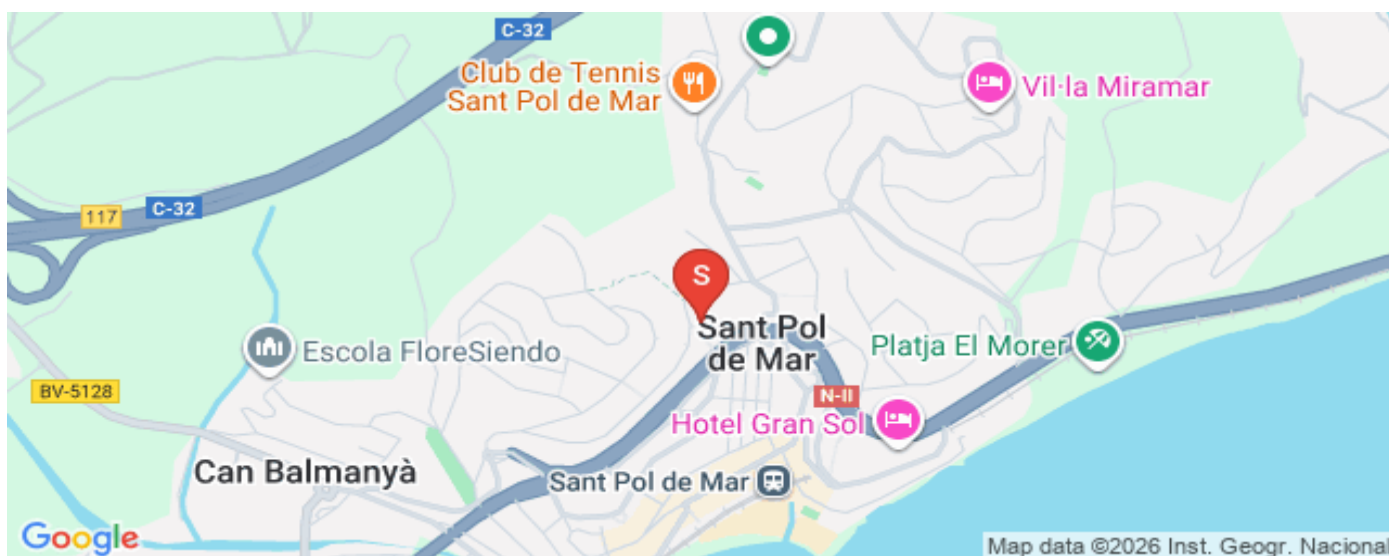 C-32
Club de Tennis
Sant Pol de Mar
Vil·la Miramar
117
C-32
S
Sant Pol
de Mar
Platja El Morer
Escola FloreSiendo
BV-5128
N-II
Hotel Gran Sol
Can Balmanyà
Sant Pol de Mar
Google
Map data ©2026 Inst. Geogr. Nacional